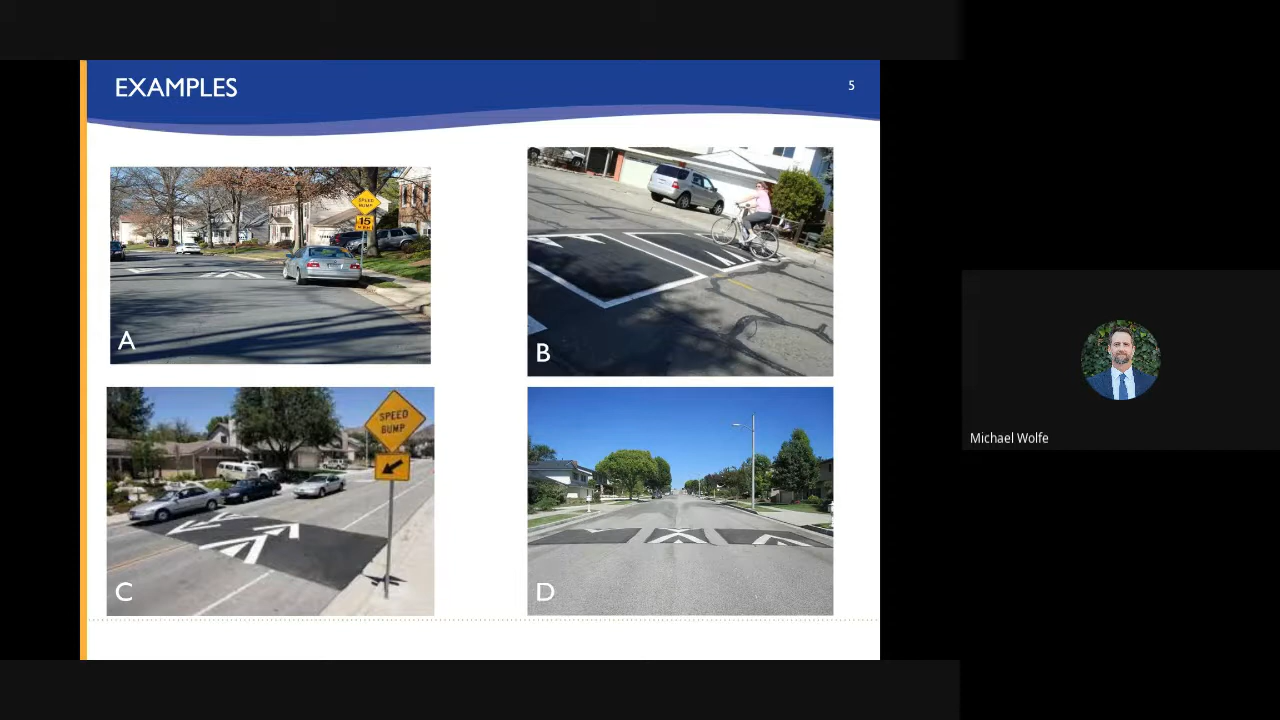 EXAMPLES
5
SPEED
BUMP
15
A
B
SPEED
BUMP
C
D
Michael Wolfe